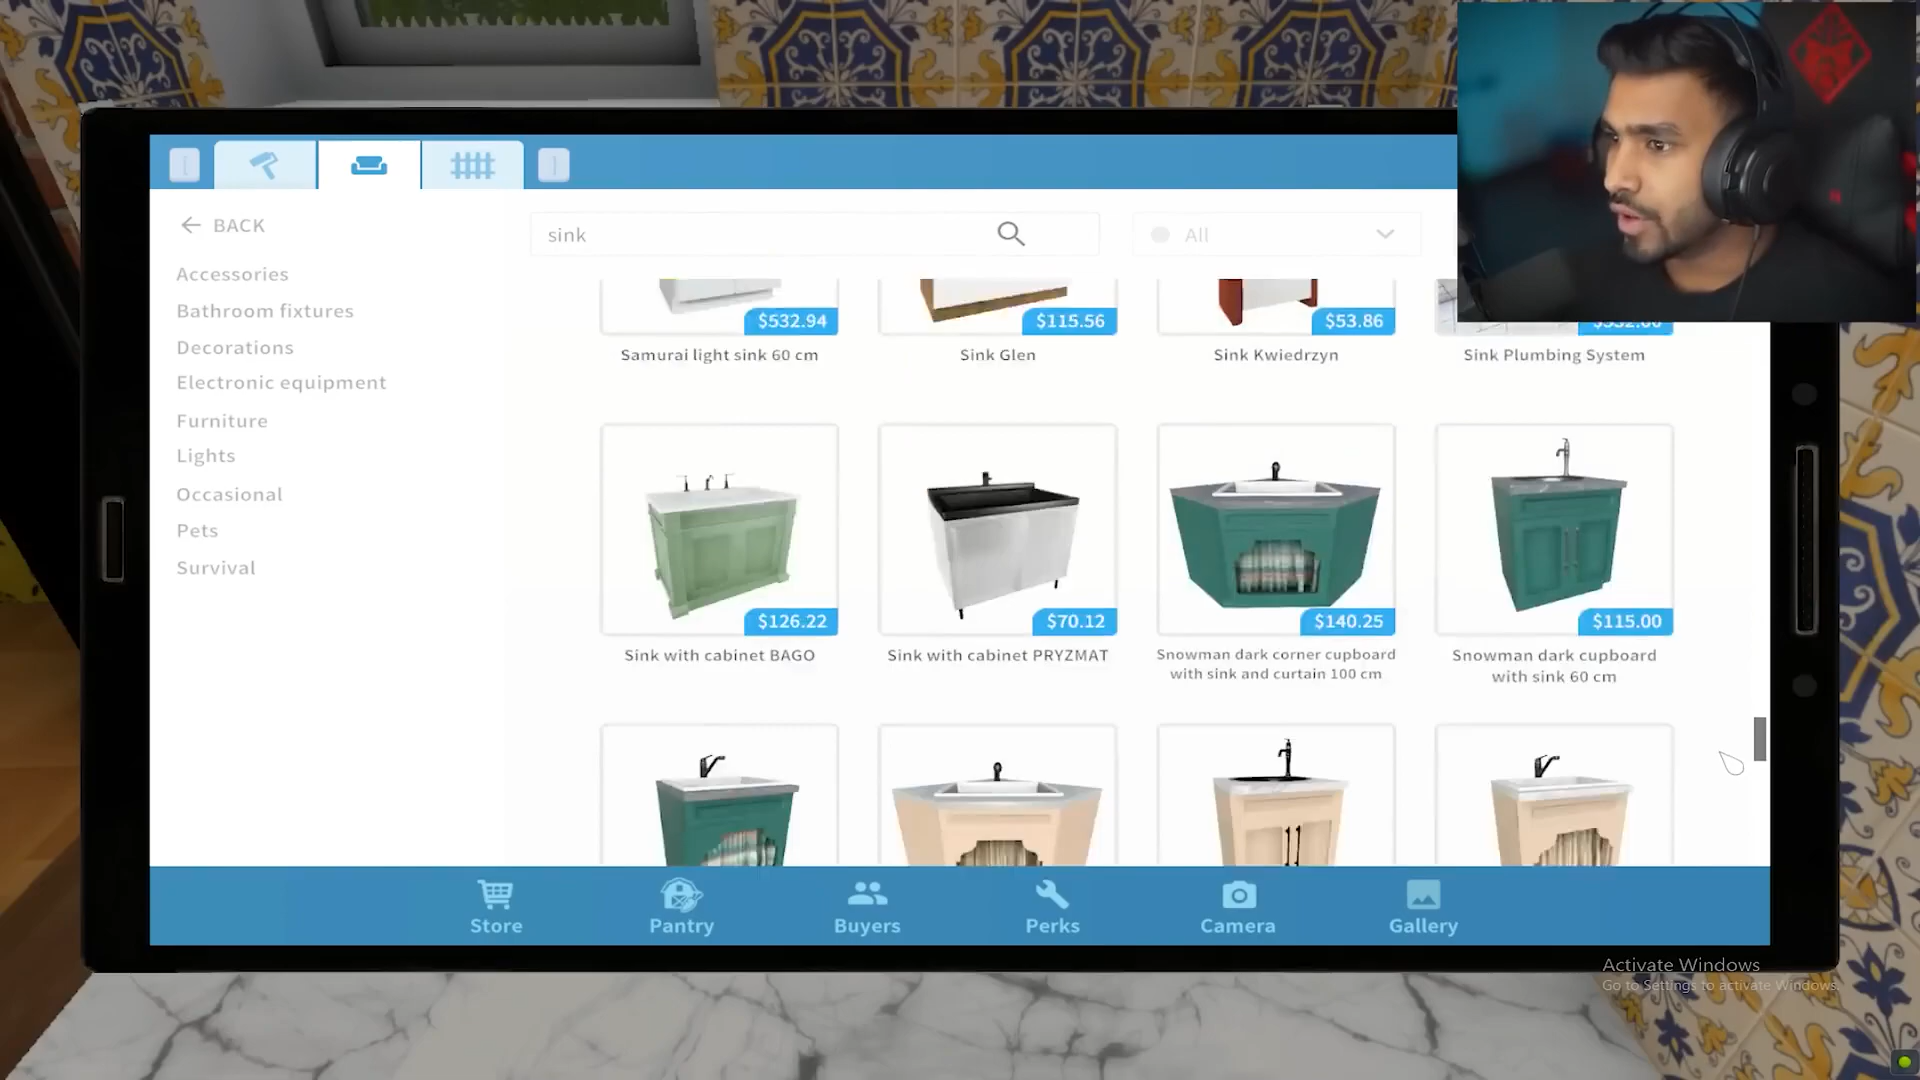 BACK
sink
All
Accessories
Bathroom fixtures
Decorations
Electronic equipment
Furniture
Lights
Occasional
Pets
Survival
$532.94
$115.56
$53.86
Samurai light sink 60 cm
Sink Glen
Sink Kwiedrzyn
Sink Plumbing System
$126.22
$70.12
$140.25
$115.00
Sink with cabinet BAGO
Sink with cabinet PRYZMAT
Snowman dark corner cupboard
with sink and curtain 100 cm
Snowman dark cupboard
with sink 60 cm
Store
Pantry
Buyers
Perks
Camera
Gallery
Activate Windows
Go to Settings to activate Windows.